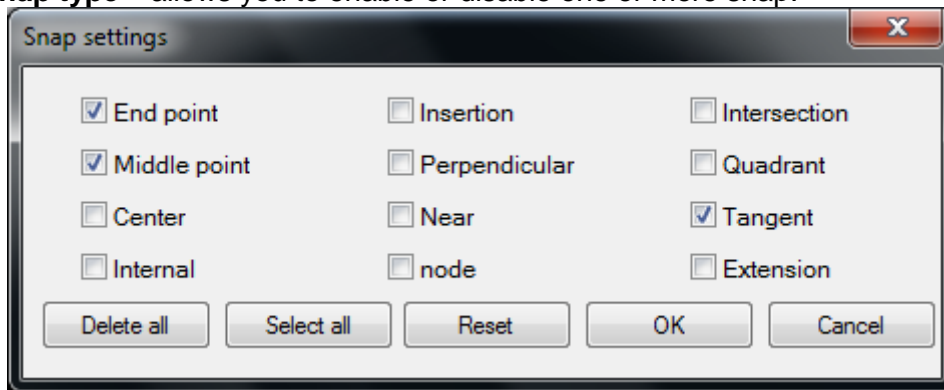 type – allows you to enable or disable one or more snap.
Snap settings
End point Insertion Intersection
Middle point Perpendicular Quadrant
Center Near Tangent
Internal node Extension
Delete all Select all Reset OK Cancel